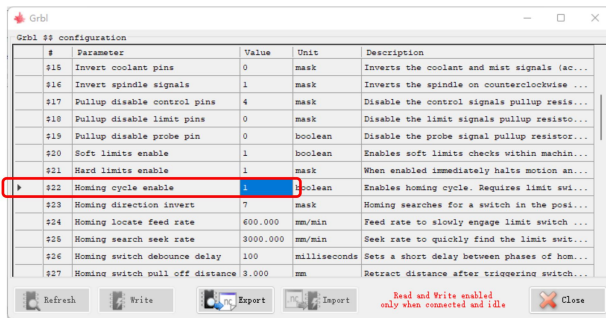 Grbl
Grbl $$ configuration
# Parameter Value Unit Description
$15 Invert coolant pins 0 mask Inverts the coolant and mist signals (ac...
$16 Invert spindle signals 1 mask Inverts the spindle on counterclockwise ...
$17 Pullup disable control pins 4 mask Disable the control signals pullup resis...
$18 Pullup disable limit pins 0 mask Disable the limit signals pullup resisto...
$19 Pullup disable probe pin 0 boolean Disable the probe signal pullup resistor...
$20 Soft limits enable 1 boolean Enables soft limits checks within machin...
$21 Hard limits enable 1 mask When enabled immediately halts motion an...
$22 Homing cycle enable 1 boolean Enables homing cycle. Requires limit swi...
$23 Homing direction invert 7 mask Homing searches for a switch in the posi...
$24 Homing locate feed rate 600.000 mm/min Feed rate to slowly engage limit switch ...
$25 Homing search seek rate 3000.000 mm/min Seek rate to quickly find the limit swit...
$26 Homing switch debounce delay 100 milliseconds Sets a short delay between phases of hom...
$27 Homing switch pull off distance 3.000 mm Retract distance after triggering switch...
Refresh Write Export Import Read and Write enabled
only when connected and idle Close